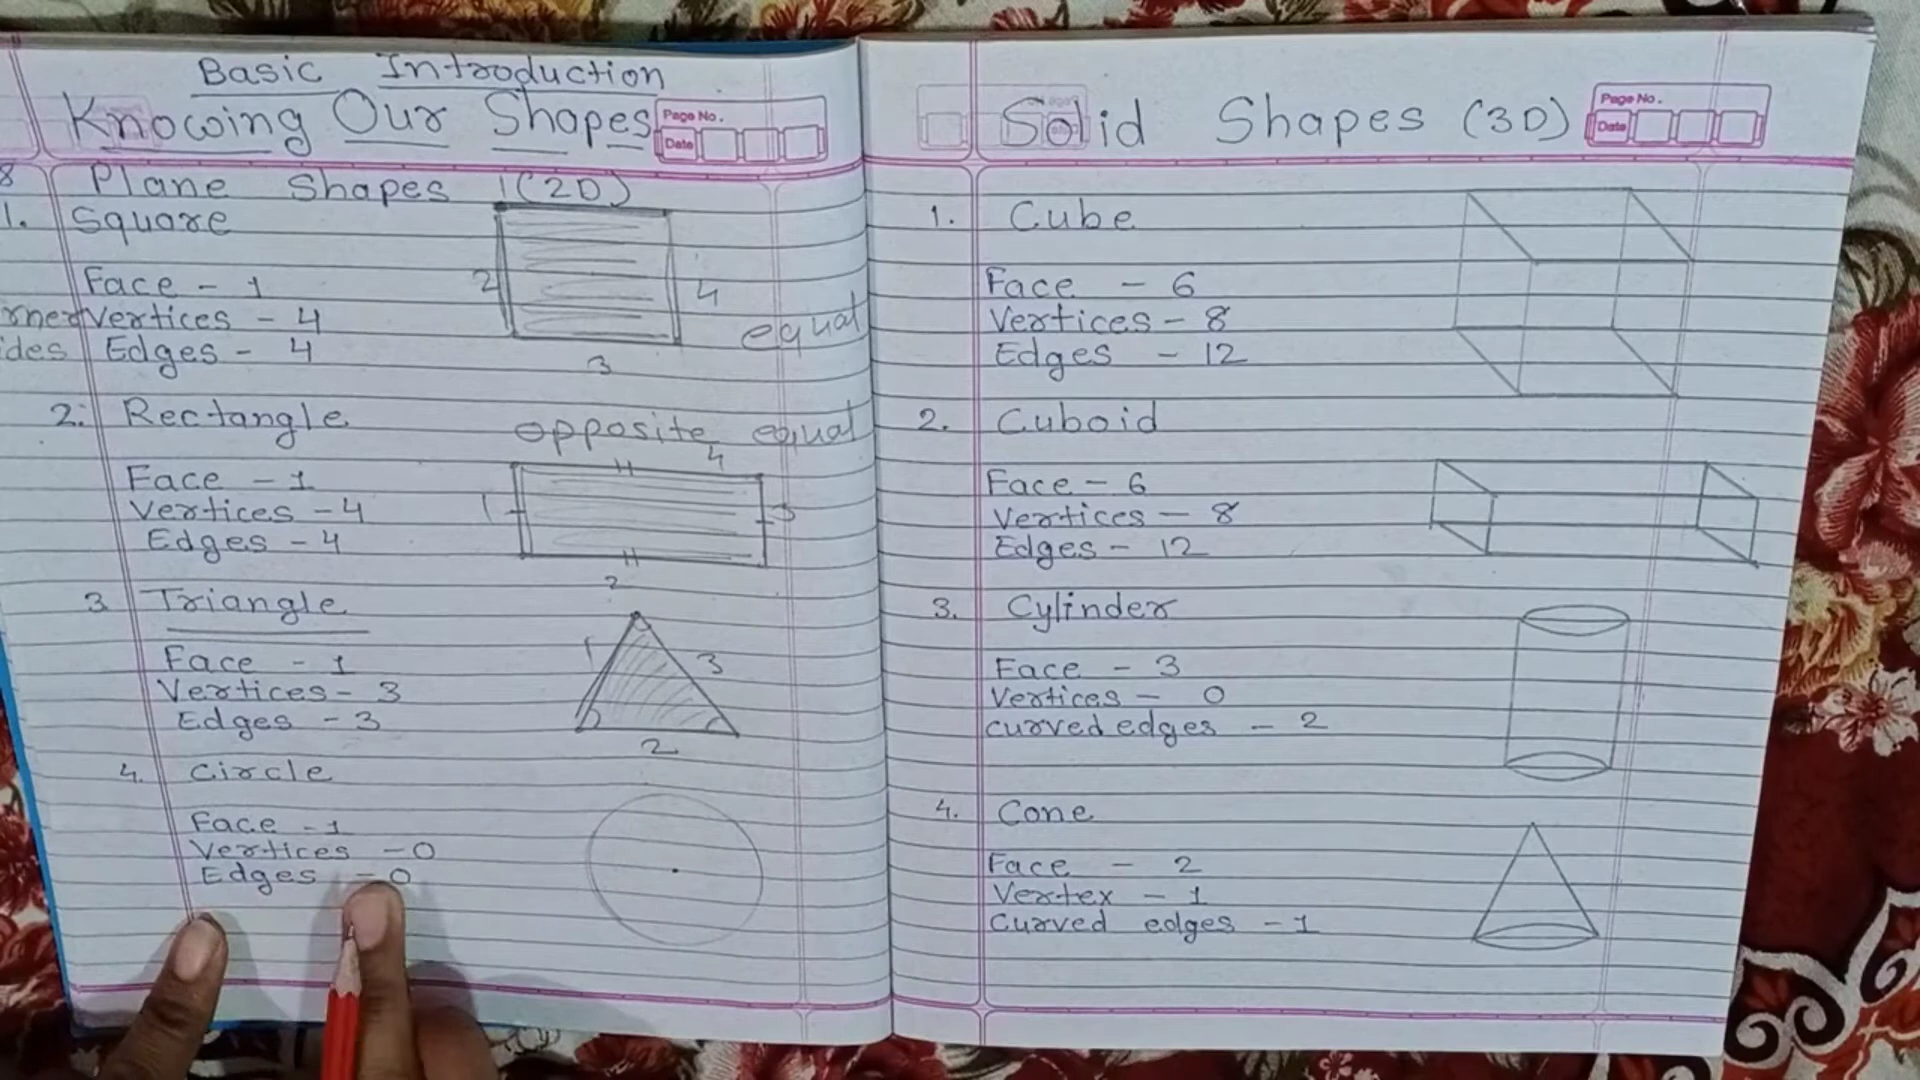 Basic Introduction
Knowing Our Shapes
Page No.
Date
8 Plane Shapes (2D)
1. Square
Face - 1
vertices - 4
ides Edges - 4
2 4
3
equal
2. Rectangle
opposite equal
Face - 1
Vertices - 4
Edges - 4
4
1 3
2
3 Triangle
Face - 1
Vertices - 3
Edges - 3
1 3
2
4. Circle
Face - 1
Vertices - 0
Edges - 0
Solid Shapes (3D)
Page No.
Date
1. Cube
Face - 6
Vertices - 8
Edges - 12
2. Cuboid
Face - 6
Vertices - 8
Edges - 12
3. Cylinder
Face - 3
Vertices - 0
curved edges - 2
4. Cone
Face - 2
Vertex - 1
Curved edges - 1